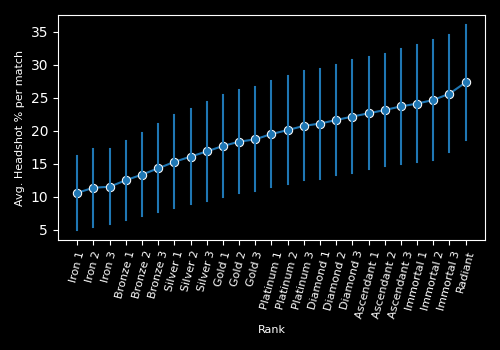 Avg. Headshot % per match
35
30
25
20
15
10
5
Iron 1
Iron 2
Iron 3
Bronze 1
Bronze 2
Bronze 3
Silver 1
Silver 2
Silver 3
Gold 1
Gold 2
Gold 3
Platinum 1
Platinum 2
Platinum 3
Diamond 1
Diamond 2
Diamond 3
Ascendant 1
Ascendant 2
Ascendant 3
Immortal 1
Immortal 2
Immortal 3
Radiant
Rank